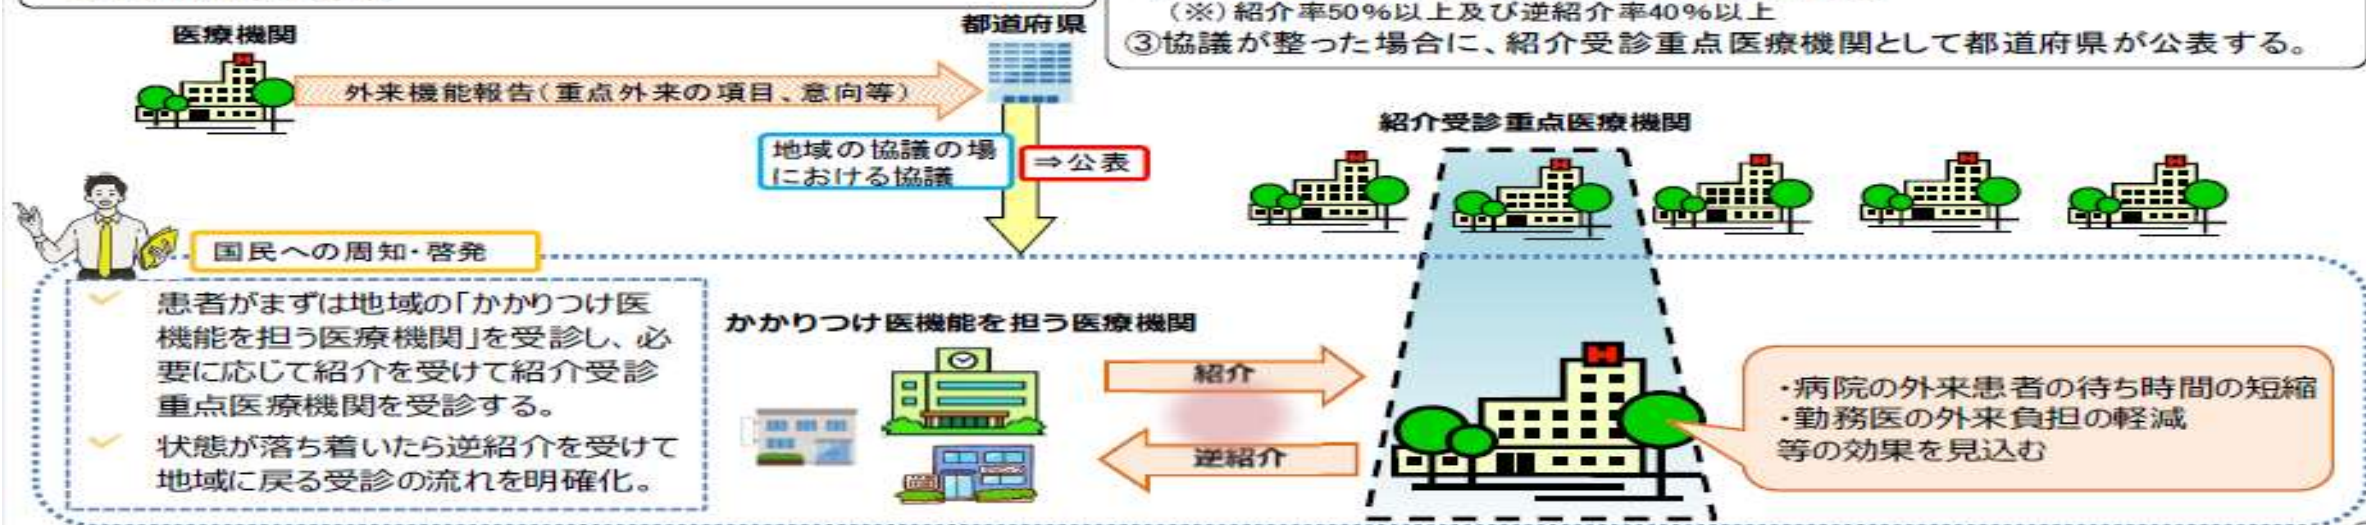 (※)紹介率50%以上及び逆紹介率40%以上
③協議が整った場合に、紹介受診重点医療機関として都道府県が公表する。
医療機関
都道府県
外来機能報告(重点外来の項目、意向等)
地域の協議の場
における協議
⇒公表
紹介受診重点医療機関
国民への周知・啓発
患者がまずは地域の「かかりつけ医
機能を担う医療機関」を受診し、必
要に応じて紹介を受けて紹介受診
重点医療機関を受診する。
状態が落ち着いたら逆紹介を受けて
地域に戻る受診の流れを明確化。
かかりつけ医機能を担う医療機関
紹介
逆紹介
・病院の外来患者の待ち時間の短縮
・勤務医の外来負担の軽減
等の効果を見込む